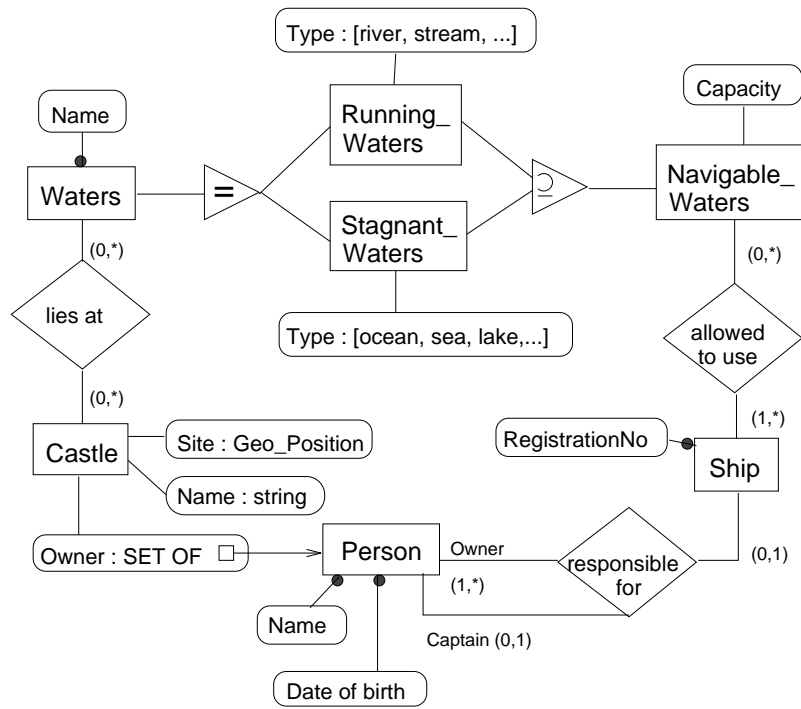 Type : [river, stream, ...]
Name
Capacity
Running_
Waters
Waters
=
⊇
Navigable_
Waters
Stagnant_
Waters
(0,*)
(0,*)
lies at
Type : [ocean, sea, lake,...]
allowed
to use
(0,*)
(1,*)
Castle
Site : Geo_Position
RegistrationNo
Ship
Name : string
Owner : SET OF
Person
Owner
responsible
for
(0,1)
(1,*)
Name
Captain (0,1)
Date of birth